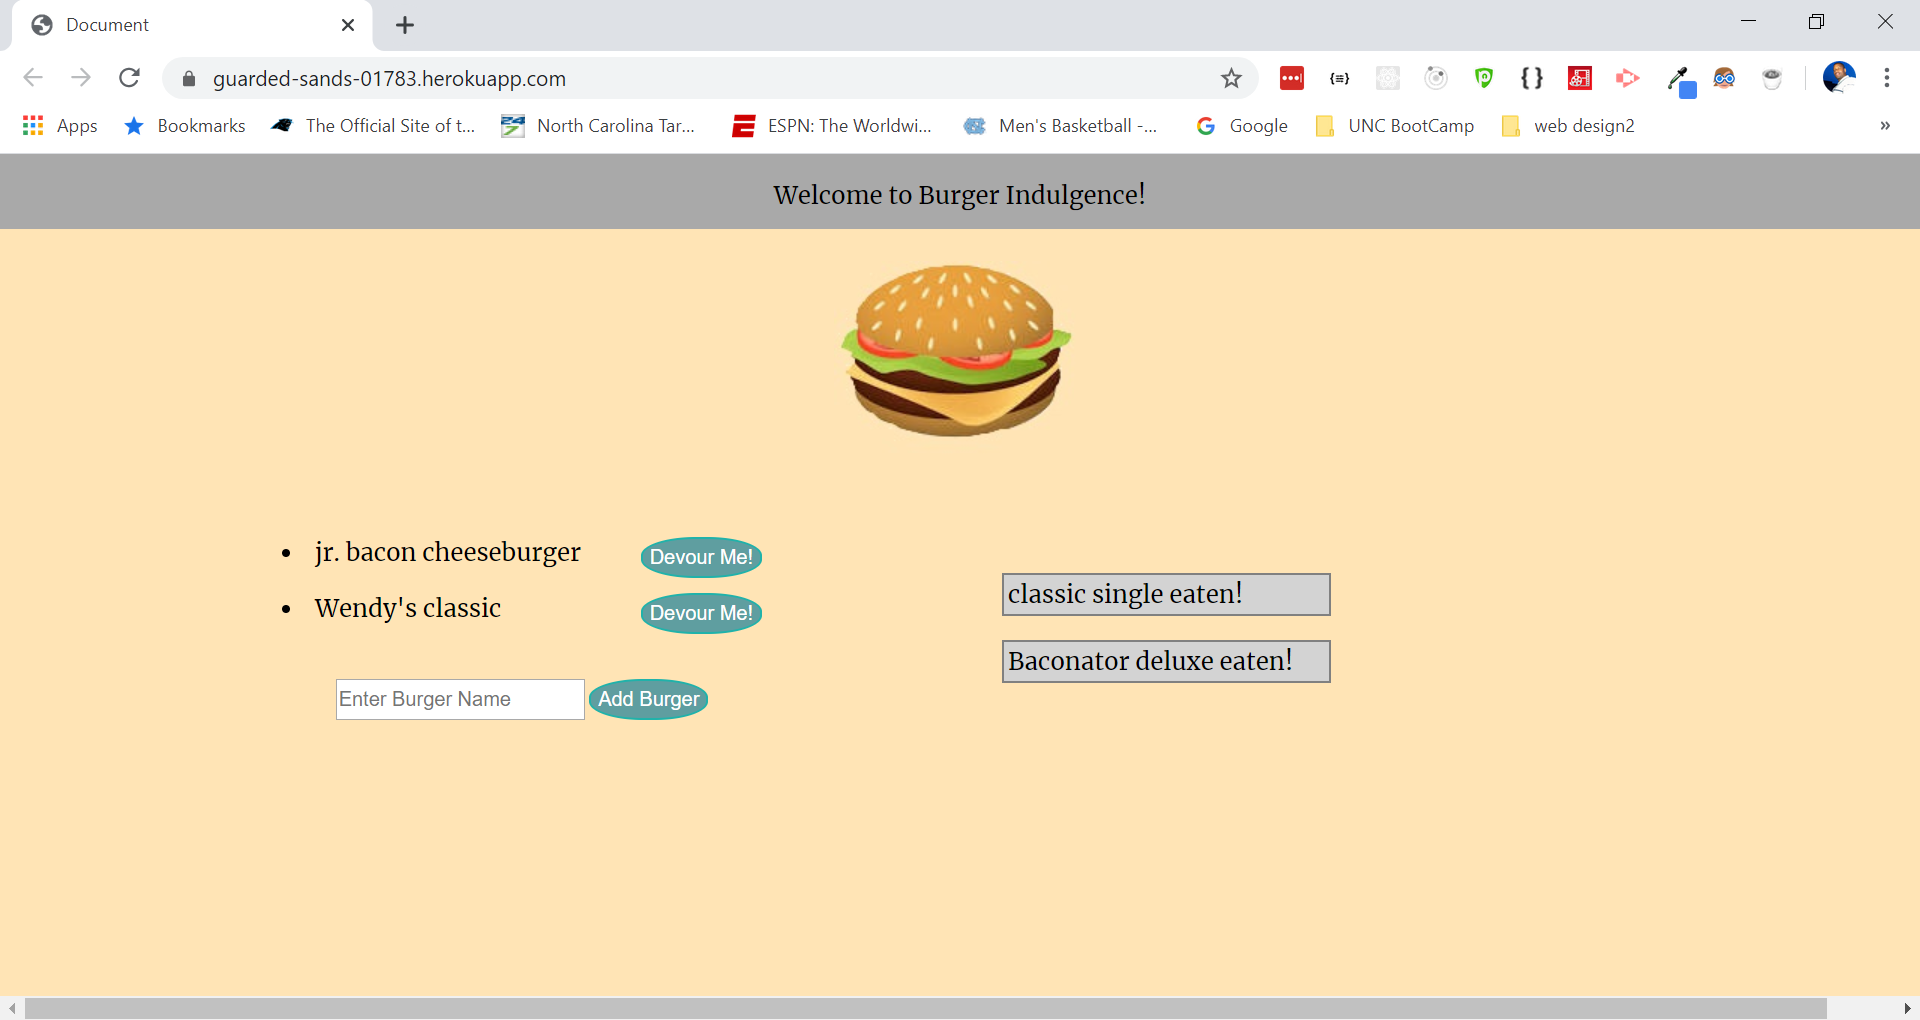 Document
guarded-sands-01783.herokuapp.com
Apps
Bookmarks
The Official Site of t...
North Carolina Tar...
ESPN: The Worldwi...
Men's Basketball -...
Google
UNC BootCamp
web design2
Welcome to Burger Indulgence!
jr. bacon cheeseburger
Devour Me!
Wendy's classic
Devour Me!
Enter Burger Name
Add Burger
classic single eaten!
Baconator deluxe eaten!